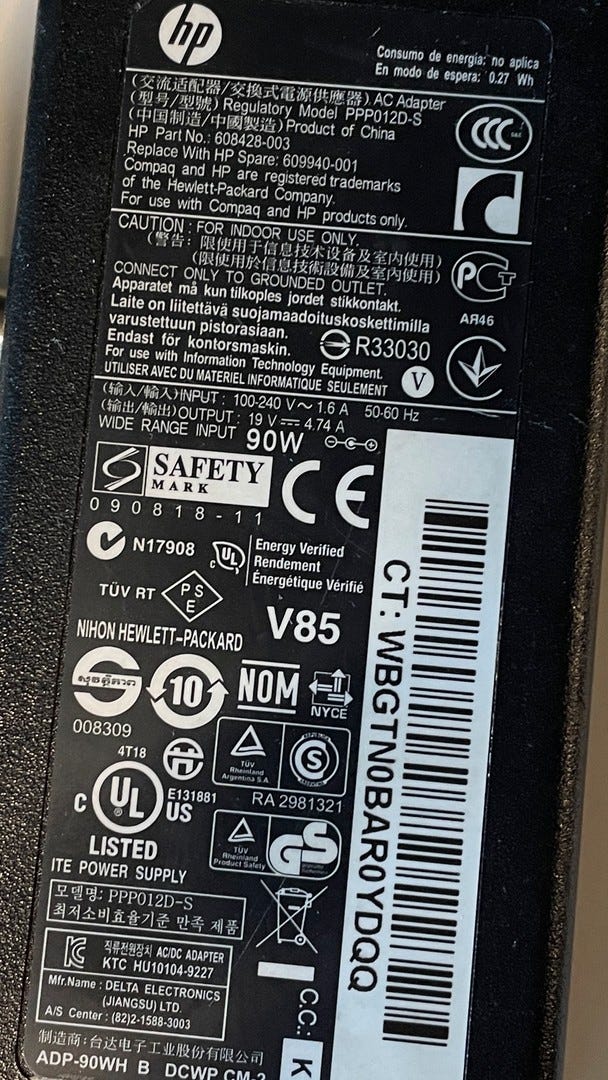 hp
Consumo de energía: no aplica
En modo de espera: 0.27 Wh
(交流适配器/交換式電源供應器) AC Adapter
(型号/型號) Regulatory Model PPP012D-S
(中国制造/中國製造) Product of China
HP Part No.: 608428-003
Replace With HP Spare: 609940-001
Compaq and HP are registered trademarks
of the Hewlett-Packard Company.
For use with Compaq and HP products only.
CCC
S&E
CAUTION : FOR INDOOR USE ONLY.
(警告: 限使用于信息技术设备及室內使用)
(限使用於信息技術設備及室內使用)
CONNECT ONLY TO GROUNDED OUTLET.
Apparatet må kun tilkoples jordet stikkontakt.
Laite on liitettävä suojamaadoituskoskettimilla
varustettuun pistorasiaan.
Endast för kontorsmaskin.
R33030
For use with Information Technology Equipment.
UTILISER AVEC DU MATERIEL INFORMATIQUE SEULEMENT
V
PCT
АЯ46
(输入/輸入)INPUT : 100-240 V~ 1.6 A 50-60 Hz
(输出/輸出)OUTPUT : 19 V⎓ 4.74 A
WIDE RANGE INPUT 90W
SAFETY
MARK
090818-11
CE
N17908
c UL
Energy Verified
Rendement
Énergétique Vérifié
TÜV RT
PSE
V85
NIHON HEWLETT-PACKARD
008309
10
NOM
NYCE
4T18
TÜV
Rheinland
Argentina S.A.
S
RA 2981321
C UL US
E131881
LISTED
ITE POWER SUPPLY
TÜV
Rheinland
Product Safety
GS
모델명: PPP012D-S
최저소비효율기준 만족 제품
직류전원장치 AC/DC ADAPTER
KTC HU10104-9227
Mfr.Name : DELTA ELECTRONICS
(JIANGSU) LTD.
A/S Center : (82)2-1588-3003
制造商: 台达电子工业股份有限公司
ADP-90WH B DCWP CM-2
C.C.:
K
CT: WBGTN0BAR0YDQQ